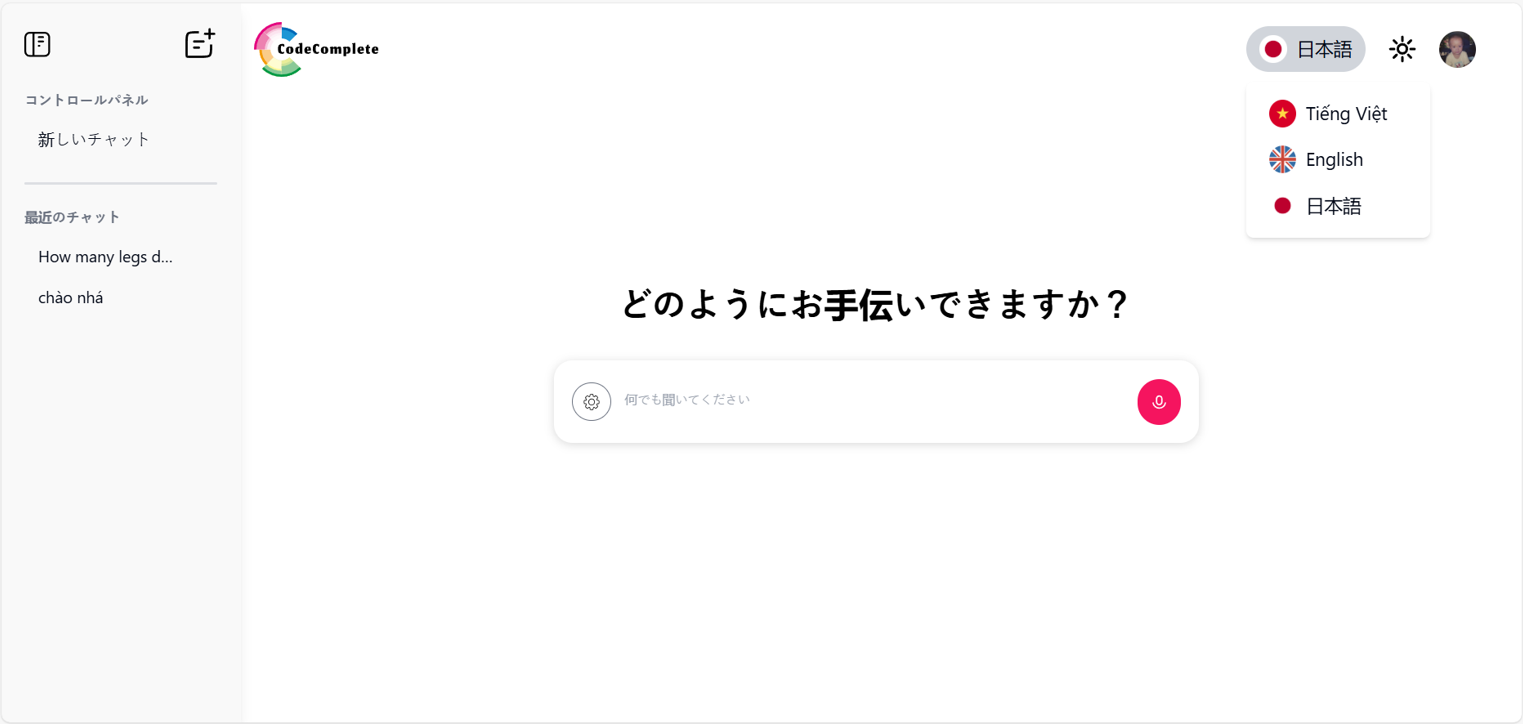 CodeComplete
日本語
Tiếng Việt
English
日本語
コントロールパネル
新しいチャット
最近のチャット
How many legs d...
chào nhá
どのようにお手伝いできますか？
何でも聞いてください